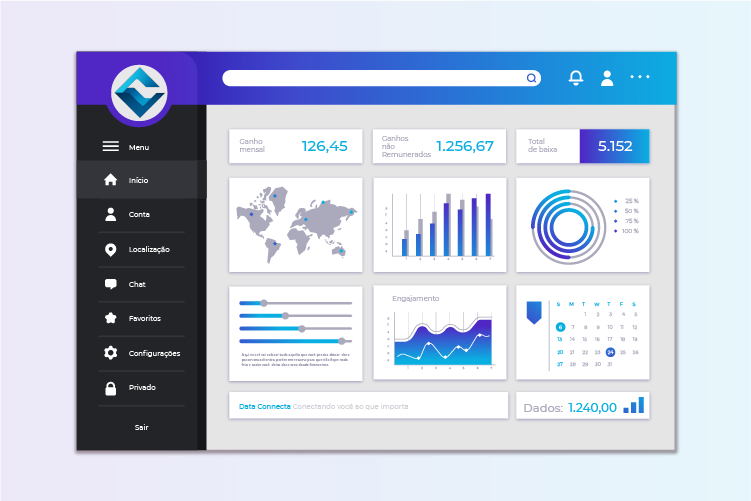 Menu
Início
Conta
Localização
Chat
Favoritos
Configurações
Privado
Sair
Ganho
mensal
126,45
Ganhos
não
Remunerados
1.256,67
Total
de baixa
5.152
25 %
50 %
75 %
100 %
Engajamento
S M T W T F S
1 2 3 4 5
6 7 8 9 10 11 12
13 14 15 16 17 18 19
20 21 22 23 24 25 26
27 28 29 30 31
Data Connecta Conectando você ao que importa
Dados: 1.240,00